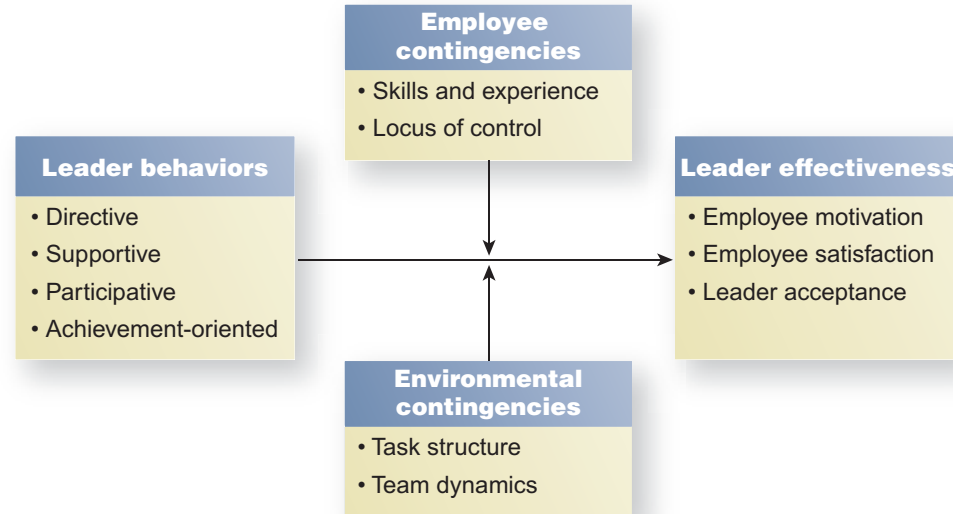 Employee
contingencies
• Skills and experience
• Locus of control
Leader behaviors
• Directive
• Supportive
• Participative
• Achievement-oriented
Leader effectiveness
• Employee motivation
• Employee satisfaction
• Leader acceptance
Environmental
contingencies
• Task structure
• Team dynamics